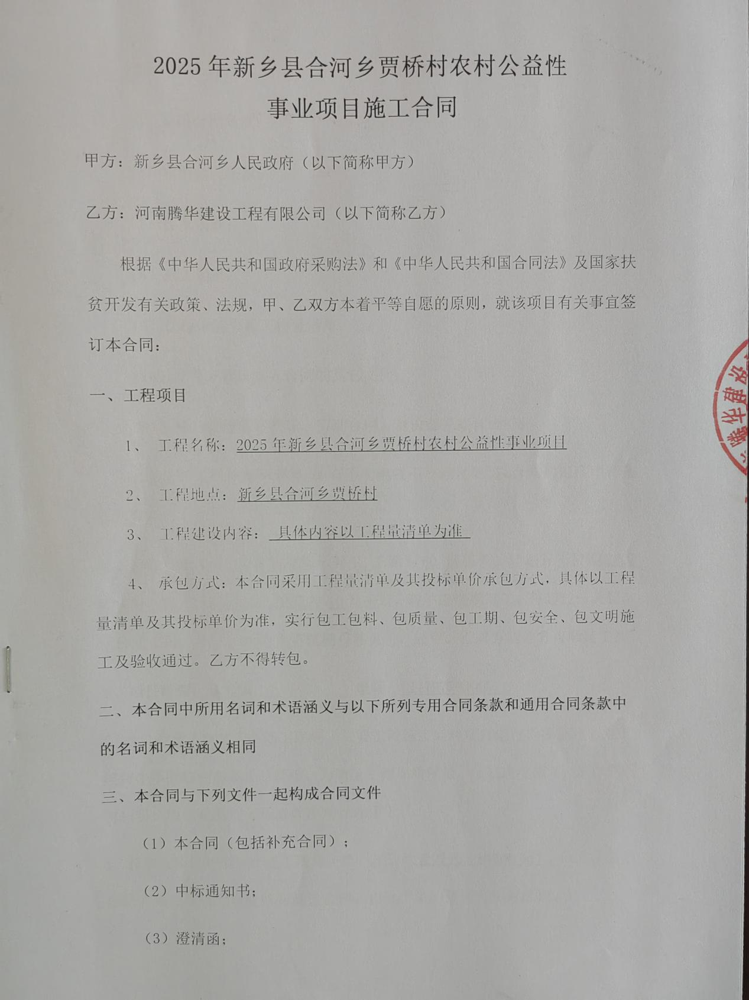 2025年新乡县合河乡贾桥村农村公益性
事业项目施工合同
甲方：新乡县合河乡人民政府（以下简称甲方）
乙方：河南腾华建设工程有限公司（以下简称乙方）
根据《中华人民共和国政府采购法》和《中华人民共和国合同法》及国家扶
贫开发有关政策、法规，甲、乙双方本着平等自愿的原则，就该项目有关事宜签
订本合同：
一、工程项目
1、 工程名称：2025年新乡县合河乡贾桥村农村公益性事业项目
2、 工程地点：新乡县合河乡贾桥村
3、 工程建设内容： 具体内容以工程量清单为准
4、 承包方式：本合同采用工程量清单及其投标单价承包方式，具体以工程
量清单及其投标单价为准，实行包工包料、包质量、包工期、包安全、包文明施
工及验收通过。乙方不得转包。
二、本合同中所用名词和术语涵义与以下所列专用合同条款和通用合同条款中
的名词和术语涵义相同
三、本合同与下列文件一起构成合同文件
（1）本合同（包括补充合同）；
（2）中标通知书；
（3）澄清函；
腾华建设